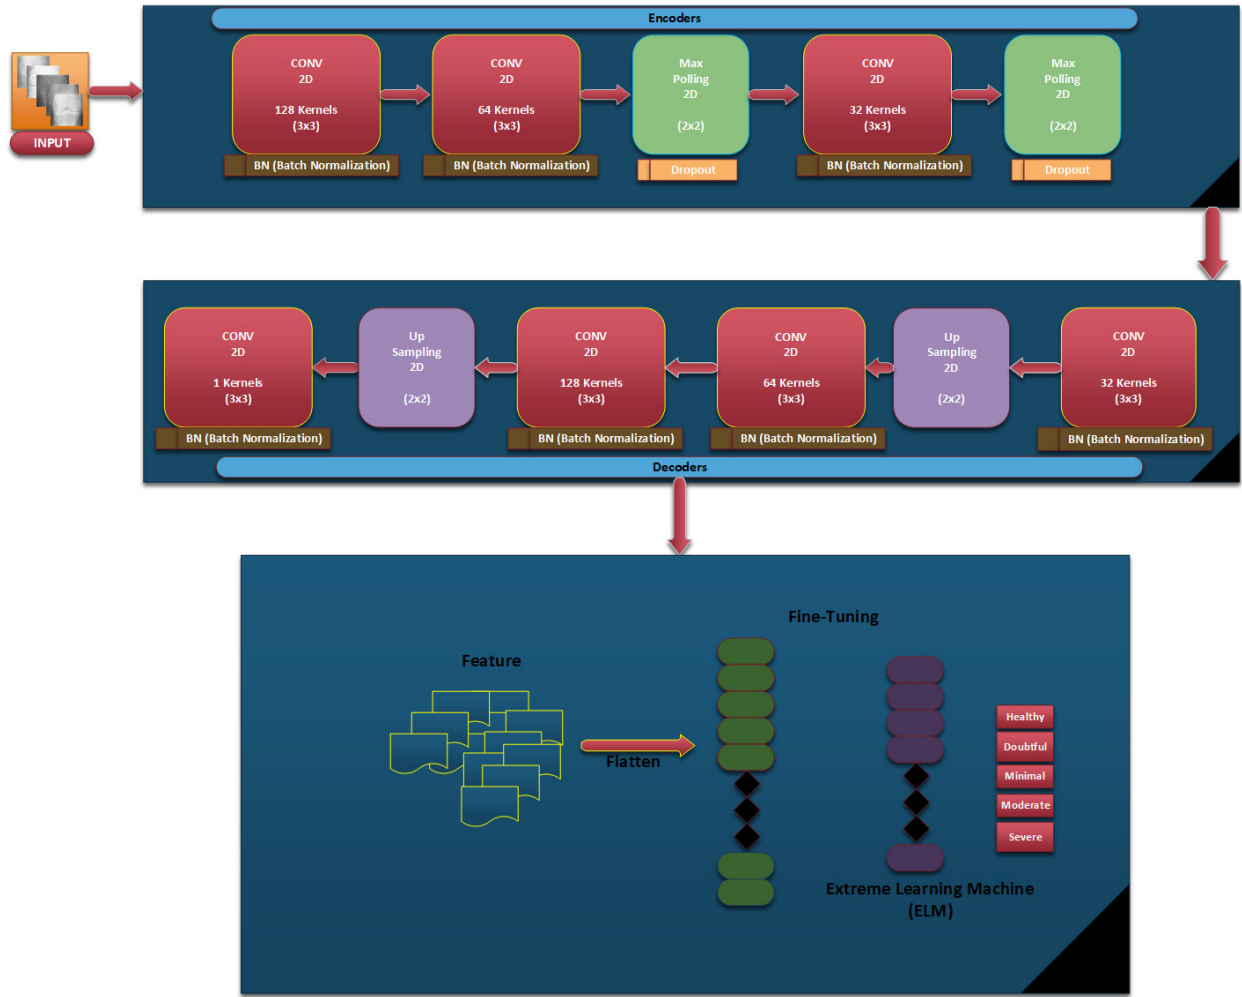 Encoders
INPUT
CONV
2D
128 Kernels
(3x3)
BN (Batch Normalization)
CONV
2D
64 Kernels
(3x3)
BN (Batch Normalization)
Max
Polling
2D
(2x2)
Dropout
CONV
2D
32 Kernels
(3x3)
BN (Batch Normalization)
Max
Polling
2D
(2x2)
Dropout
CONV
2D
1 Kernels
(3x3)
BN (Batch Normalization)
Up
Sampling
2D
(2x2)
CONV
2D
128 Kernels
(3x3)
BN (Batch Normalization)
CONV
2D
64 Kernels
(3x3)
BN (Batch Normalization)
Up
Sampling
2D
(2x2)
CONV
2D
32 Kernels
(3x3)
BN (Batch Normalization)
Decoders
Fine-Tuning
Feature
Flatten
Healthy
Doubtful
Minimal
Moderate
Severe
Extreme Learning Machine
(ELM)